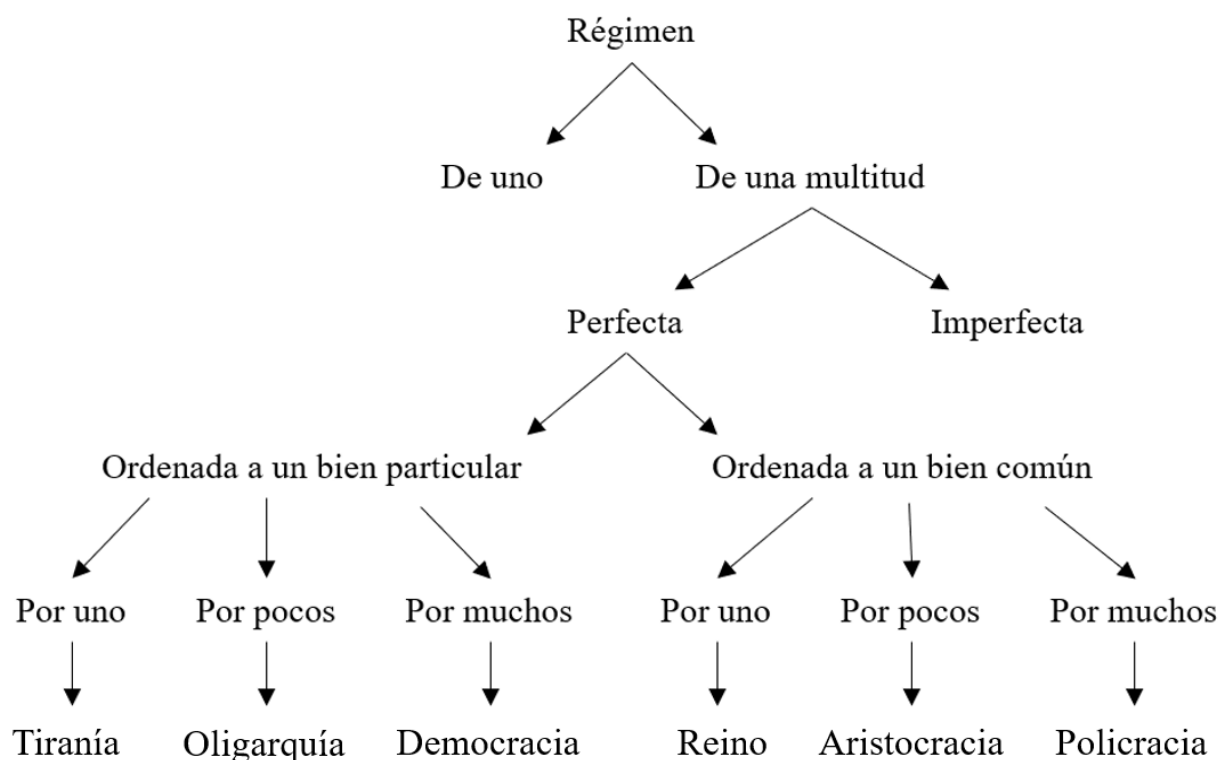 Régimen
De uno De una multitud
Perfecta Imperfecta
Ordenada a un bien particular Ordenada a un bien común
Por uno Por pocos Por muchos Por uno Por pocos Por muchos
Tiranía Oligarquía Democracia Reino Aristocracia Policracia